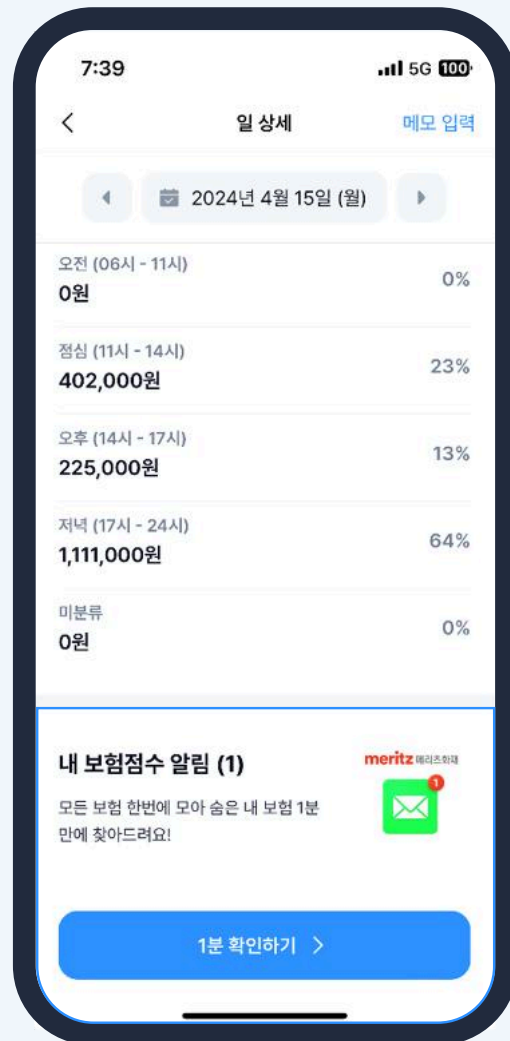 7:39 5G 100
일 상세 메모 입력
2024년 4월 15일 (월)
오전 (06시 - 11시)
0원 0%
점심 (11시 - 14시)
402,000원 23%
오후 (14시 - 17시)
225,000원 13%
저녁 (17시 - 24시)
1,111,000원 64%
미분류
0원 0%
내 보험점수 알림 (1)
meritz 메리츠화재
1
모든 보험 한번에 모아 숨은 내 보험 1분
만에 찾아드려요!
1분 확인하기